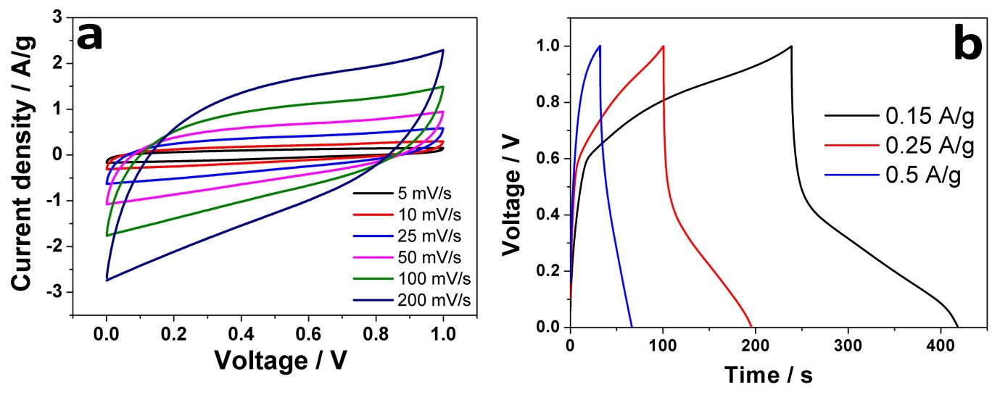 a
Current density / A/g
3
2
1
0
-1
-2
-3
0.0 0.2 0.4 0.6 0.8 1.0
Voltage / V
5 mV/s
10 mV/s
25 mV/s
50 mV/s
100 mV/s
200 mV/s
b
Voltage / V
1.0
0.8
0.6
0.4
0.2
0.0
0 100 200 300 400
Time / s
0.15 A/g
0.25 A/g
0.5 A/g